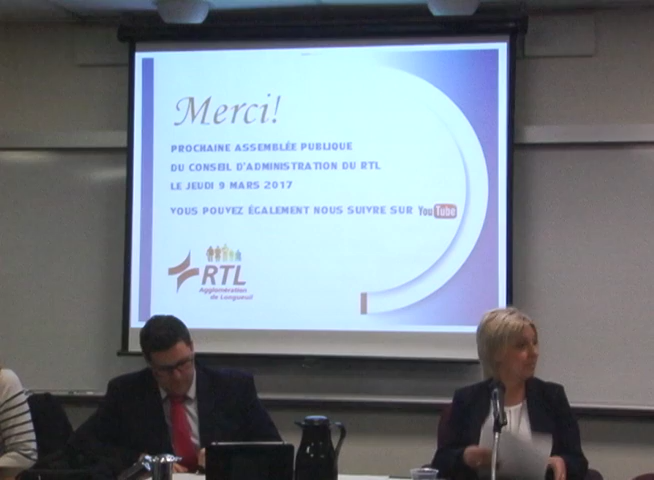 Merci!
PROCHAINE ASSEMBLÉE PUBLIQUE
DU CONSEIL D'ADMINISTRATION DU RTL
LE JEUDI 9 MARS 2017
VOUS POUVEZ ÉGALEMENT NOUS SUIVRE SUR YouTube
RTL
Agglomération
de Longueuil